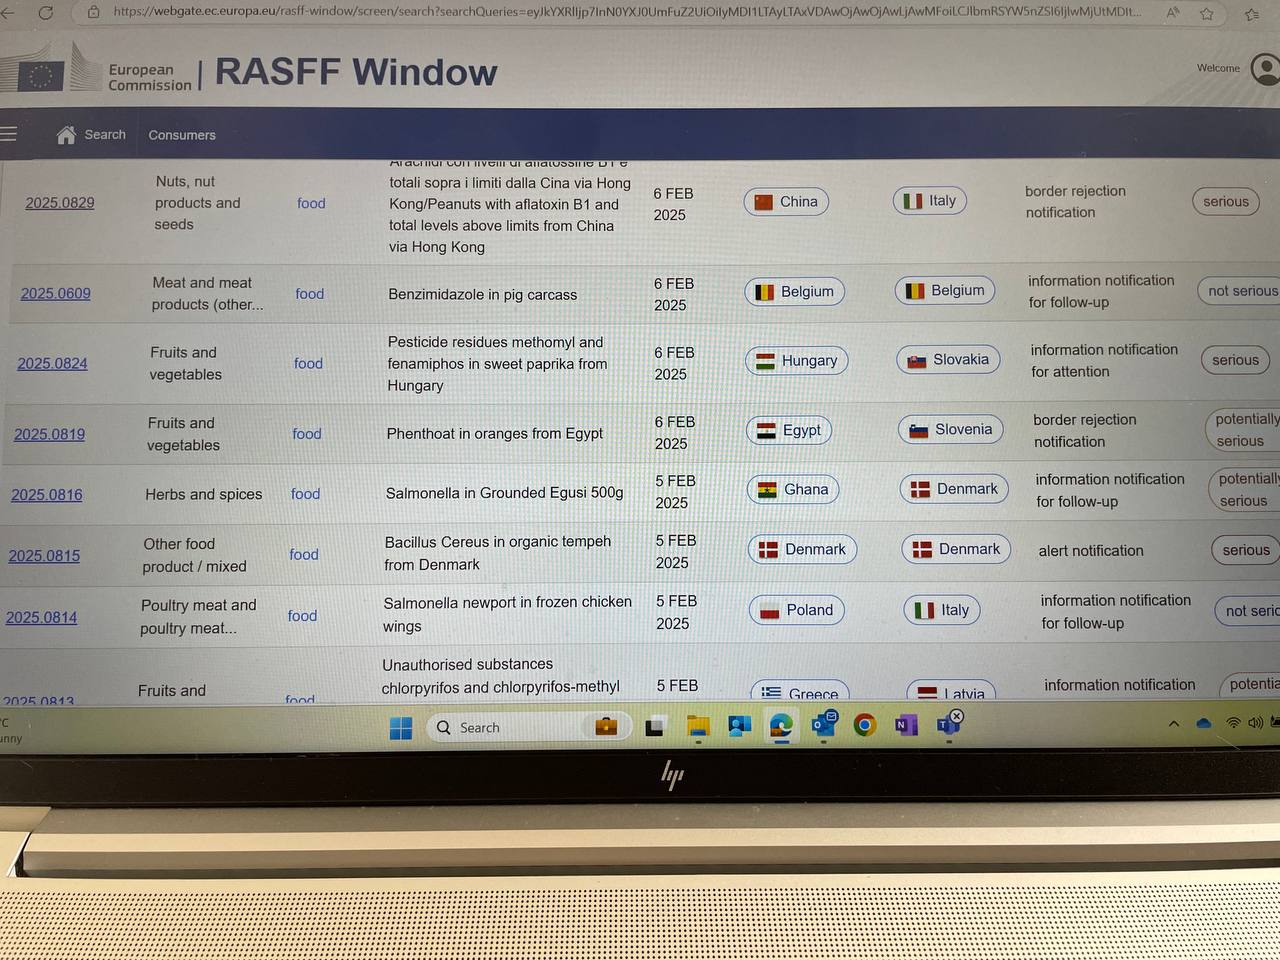 https://webgate.ec.europa.eu/rasff-window/screen/search?searchQueries=
European
Commission
RASFF Window
Welcome
Search
Consumers
2025.0829
Nuts, nut
products and
seeds
food
Arachidi con livelli di aflatossine B1 e
totali sopra i limiti dalla Cina via Hong
Kong/Peanuts with aflatoxin B1 and
total levels above limits from China
via Hong Kong
6 FEB
2025
China
Italy
border rejection
notification
serious
2025.0609
Meat and meat
products (other...
food
Benzimidazole in pig carcass
6 FEB
2025
Belgium
Belgium
information notification
for follow-up
not serious
2025.0824
Fruits and
vegetables
food
Pesticide residues methomyl and
fenamiphos in sweet paprika from
Hungary
6 FEB
2025
Hungary
Slovakia
information notification
for attention
serious
2025.0819
Fruits and
vegetables
food
Phenthoat in oranges from Egypt
6 FEB
2025
Egypt
Slovenia
border rejection
notification
potentially
serious
2025.0816
Herbs and spices
food
Salmonella in Grounded Egusi 500g
5 FEB
2025
Ghana
Denmark
information notification
for follow-up
potentially
serious
2025.0815
Other food
product / mixed
food
Bacillus Cereus in organic tempeh
from Denmark
5 FEB
2025
Denmark
Denmark
alert notification
serious
2025.0814
Poultry meat and
poultry meat...
food
Salmonella newport in frozen chicken
wings
5 FEB
2025
Poland
Italy
information notification
for follow-up
not seric
2025.0813
Fruits and
food
Unauthorised substances
chlorpyrifos and chlorpyrifos-methyl
5 FEB
Greece
Latvia
information notification
potentia
°C
unny
Search
hp